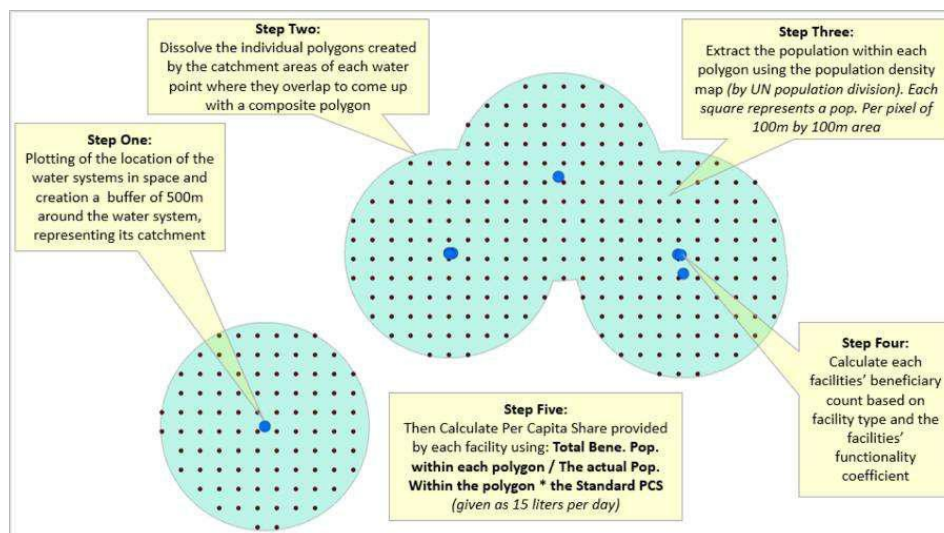 Step One:
Plotting of the location of the
water systems in space and
creation a buffer of 500m
around the water system,
representing its catchment
Step Two:
Dissolve the individual polygons created
by the catchment areas of each water
point where they overlap to come up
with a composite polygon
Step Three:
Extract the population within each
polygon using the population density
map (by UN population division). Each
square represents a pop. Per pixel of
100m by 100m area
Step Four:
Calculate each
facilities’ beneficiary
count based on
facility type and the
facilities’
functionality
coefficient
Step Five:
Then Calculate Per Capita Share provided
by each facility using: Total Bene. Pop.
within each polygon / The actual Pop.
Within the polygon * the Standard PCS
(given as 15 liters per day)